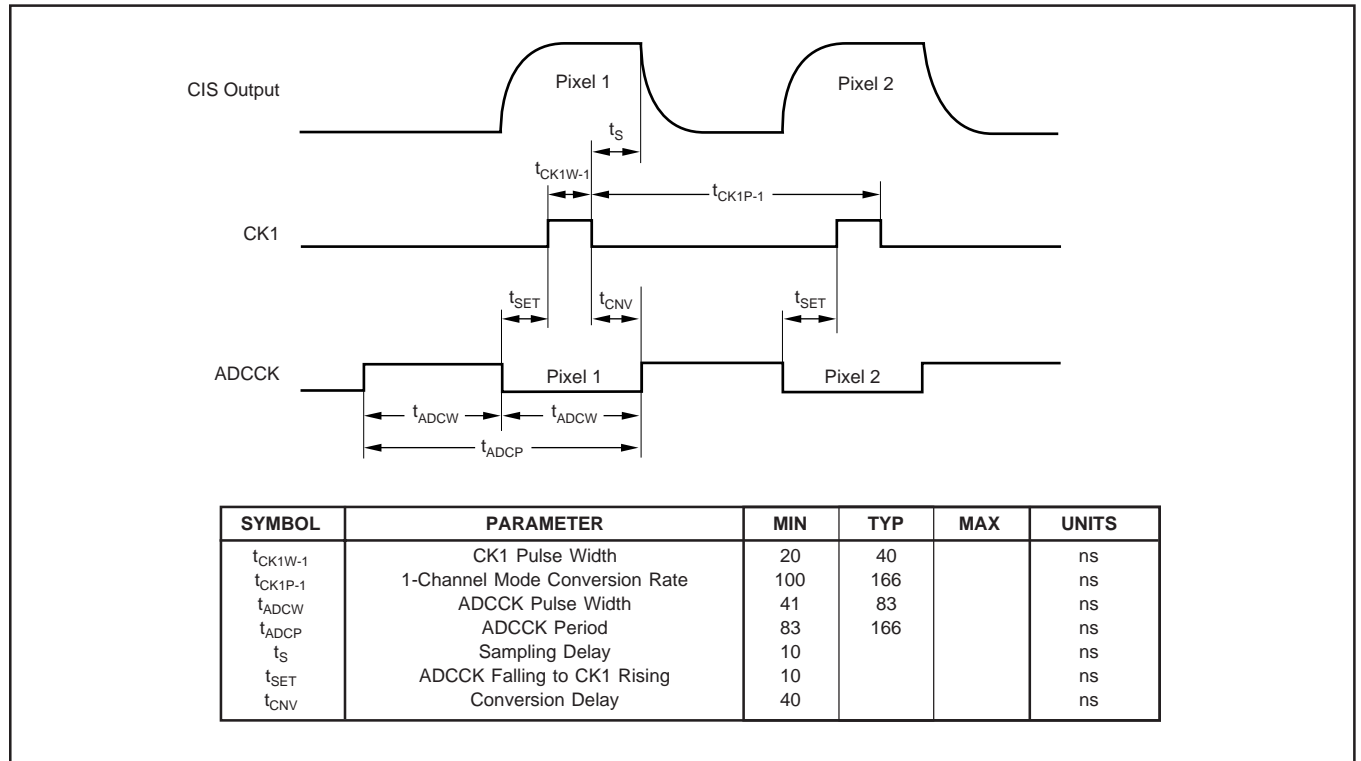 CIS Output
Pixel 1
Pixel 2
tS
tCK1W-1
tCK1P-1
CK1
tSET
tCNV
tSET
ADCCK
Pixel 1
Pixel 2
tADCW
tADCW
tADCP
SYMBOL PARAMETER MIN TYP MAX UNITS
tCK1W-1 CK1 Pulse Width 20 40 ns
tCK1P-1 1-Channel Mode Conversion Rate 100 166 ns
tADCW ADCCK Pulse Width 41 83 ns
tADCP ADCCK Period 83 166 ns
tS Sampling Delay 10 ns
tSET ADCCK Falling to CK1 Rising 10 ns
tCNV Conversion Delay 40 ns